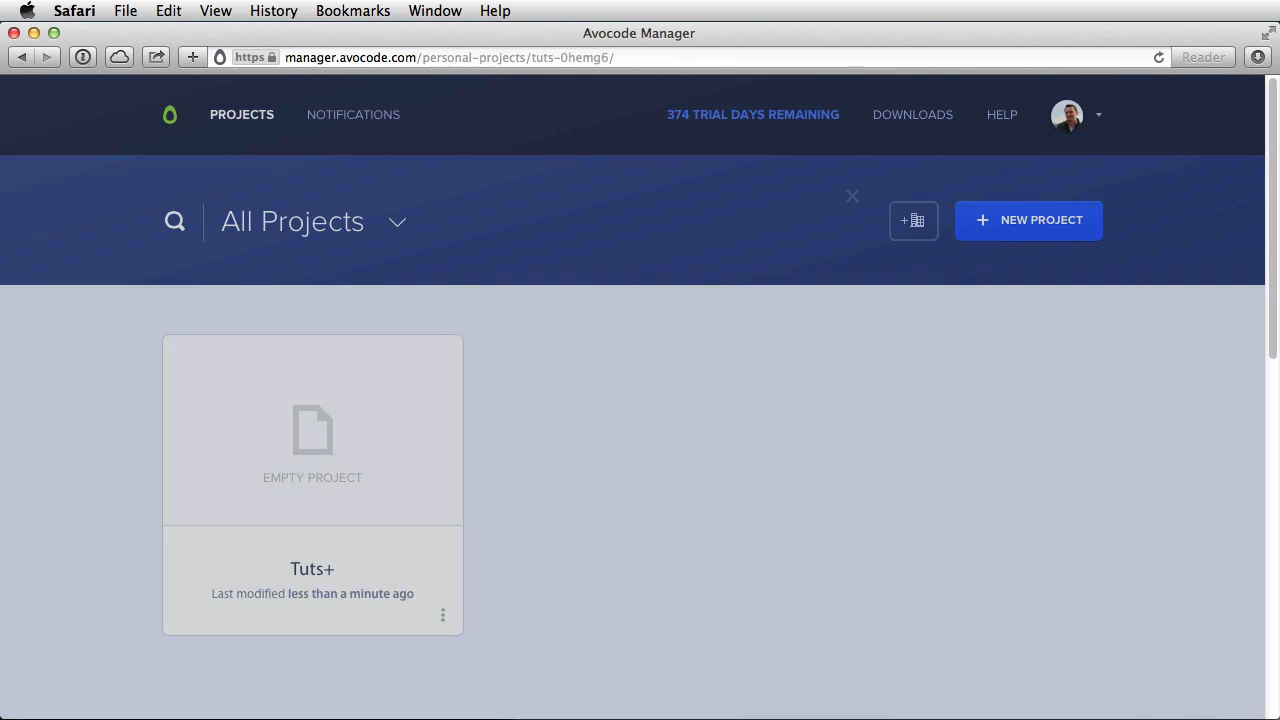 Safari File Edit View History Bookmarks Window Help
Avocode Manager
https manager.avocode.com/personal-projects/tuts-0hemg6/ Reader
PROJECTS NOTIFICATIONS 374 TRIAL DAYS REMAINING DOWNLOADS HELP
All Projects + + NEW PROJECT
EMPTY PROJECT
Tuts+
Last modified less than a minute ago